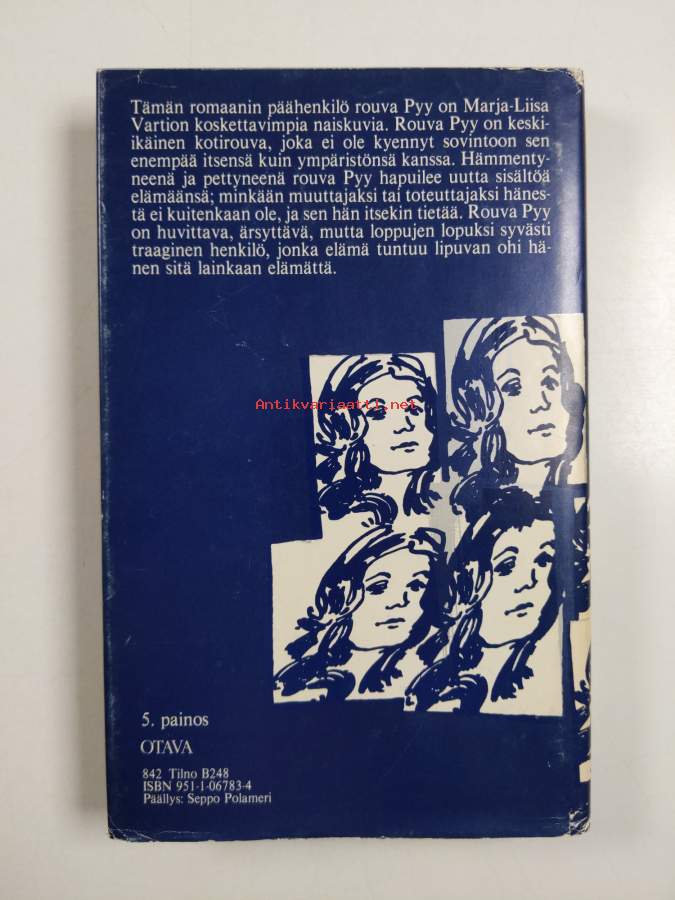 Tämän romaanin päähenkilö rouva Pyy on Marja-Liisa
Vartion koskettavimpia naiskuvia. Rouva Pyy on keski-
ikäinen kotirouva, joka ei ole kyennyt sovintoon sen
enempää itsensä kuin ympäristönsä kanssa. Hämmenty-
neenä ja pettyneenä rouva Pyy hapuilee uutta sisältöä
elämäänsä; minkään muuttajaksi tai toteuttajaksi hänes-
tä ei kuitenkaan ole, ja sen hän itsekin tietää. Rouva Pyy
on huvittava, ärsyttävä, mutta loppujen lopuksi syvästi
traaginen henkilö, jonka elämä tuntuu lipuvan ohi hä-
nen sitä lainkaan elämättä.
Antikvariaatti.net
5. painos
OTAVA
842 Tilno B248
ISBN 951-1-06783-4
Päällys: Seppo Polameri